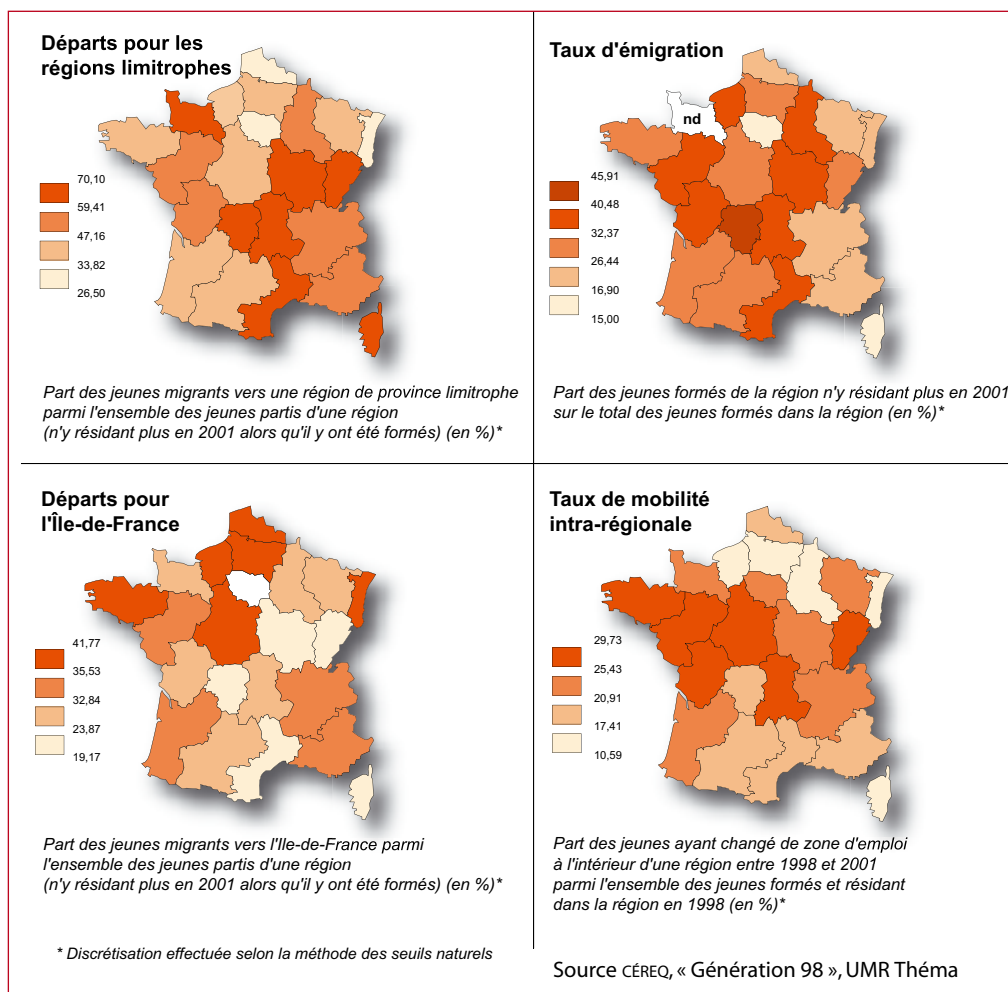 Départs pour les
régions limitrophes
70,10
59,41
47,16
33,82
26,50
Part des jeunes migrants vers une région de province limitrophe
parmi l'ensemble des jeunes partis d'une région
(n'y résidant plus en 2001 alors qu'il y ont été formés) (en %)*
Taux d'émigration
nd
45,91
40,48
32,37
26,44
16,90
15,00
Part des jeunes formés de la région n'y résidant plus en 2001
sur le total des jeunes formés dans la région (en %)*
Départs pour
l'Île-de-France
41,77
35,53
32,84
23,87
19,17
Part des jeunes migrants vers l'Ile-de-France parmi
l'ensemble des jeunes partis d'une région
(n'y résidant plus en 2001 alors qu'il y ont été formés) (en %)*
Taux de mobilité
intra-régionale
29,73
25,43
20,91
17,41
10,59
Part des jeunes ayant changé de zone d'emploi
à l'intérieur d'une région entre 1998 et 2001
parmi l'ensemble des jeunes formés et résidant
dans la région en 1998 (en %)*
* Discrétisation effectuée selon la méthode des seuils naturels
Source CÉREQ, « Génération 98 », UMR Théma